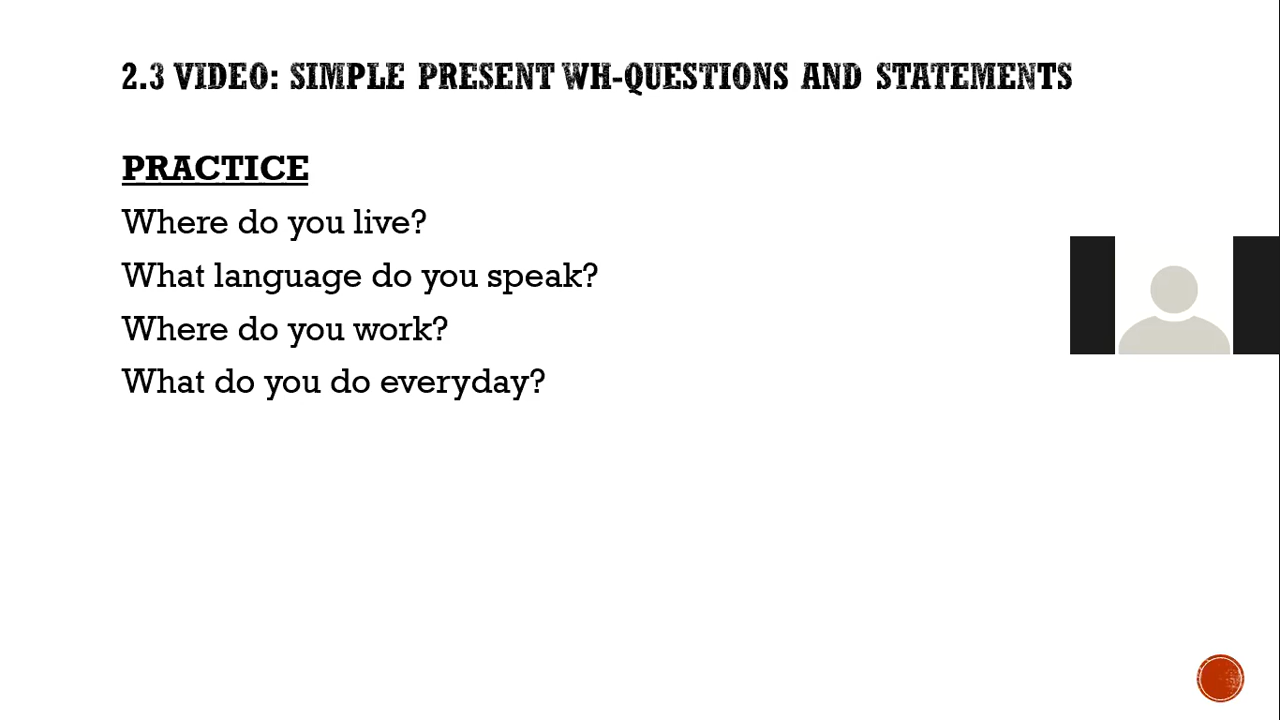 2.3 VIDEO: SIMPLE PRESENT WH-QUESTIONS AND STATEMENTS
PRACTICE
Where do you live?
What language do you speak?
Where do you work?
What do you do everyday?